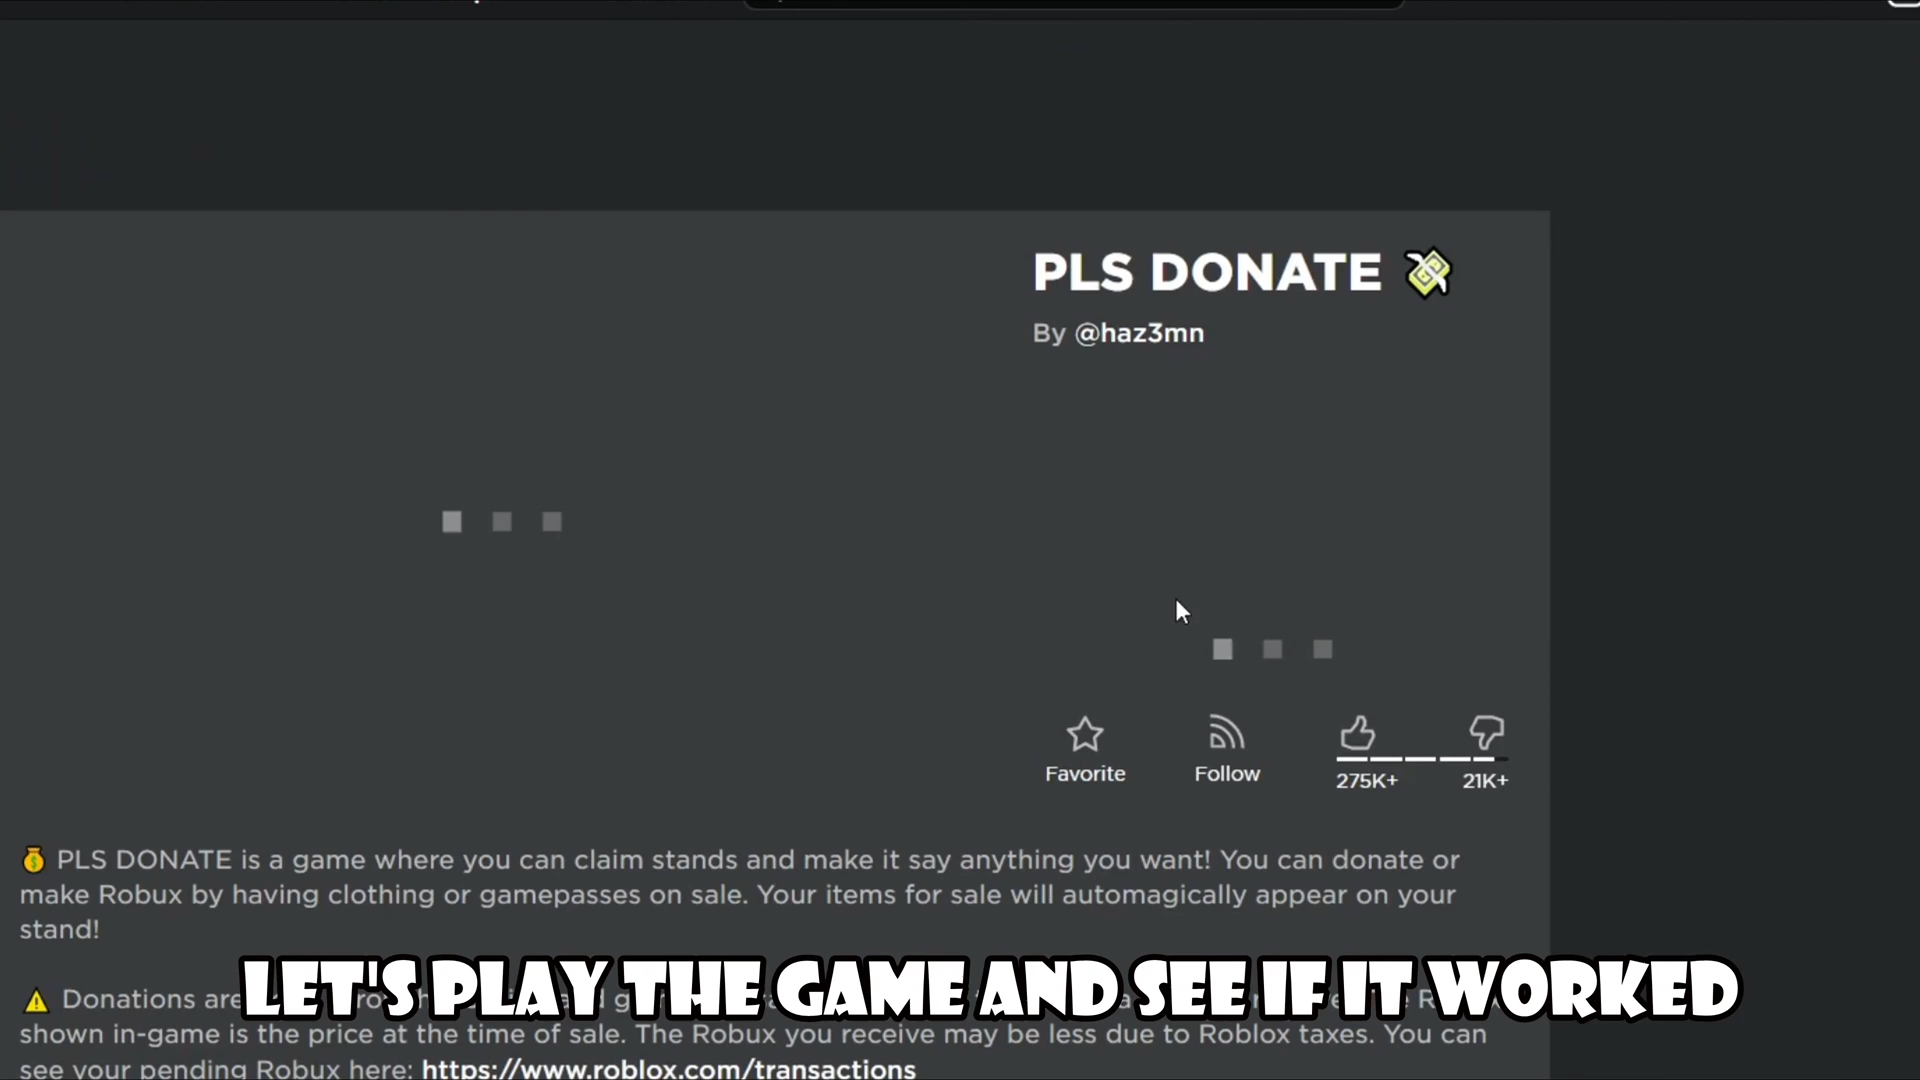 PLS DONATE 💸
By @haz3mn
Favorite
Follow
275K+
21K+
💰 PLS DONATE is a game where you can claim stands and make it say anything you want! You can donate or
make Robux by having clothing or gamepasses on sale. Your items for sale will automagically appear on your
stand!
LET'S PLAY THE GAME AND SEE IF IT WORKED
⚠️ Donations are
shown in-game is the price at the time of sale. The Robux you receive may be less due to Roblox taxes. You can
see your pending Robux here: https://www.roblox.com/transactions